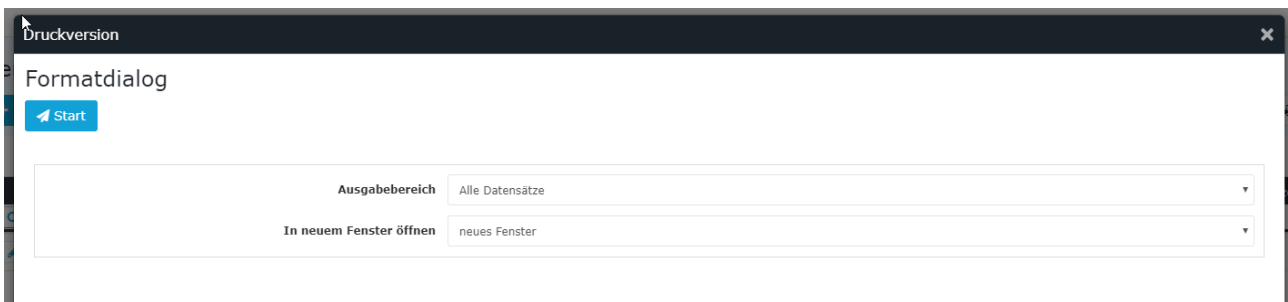 Druckversion
Formatdialog
Start
Ausgabebereich Alle Datensätze
In neuem Fenster öffnen neues Fenster